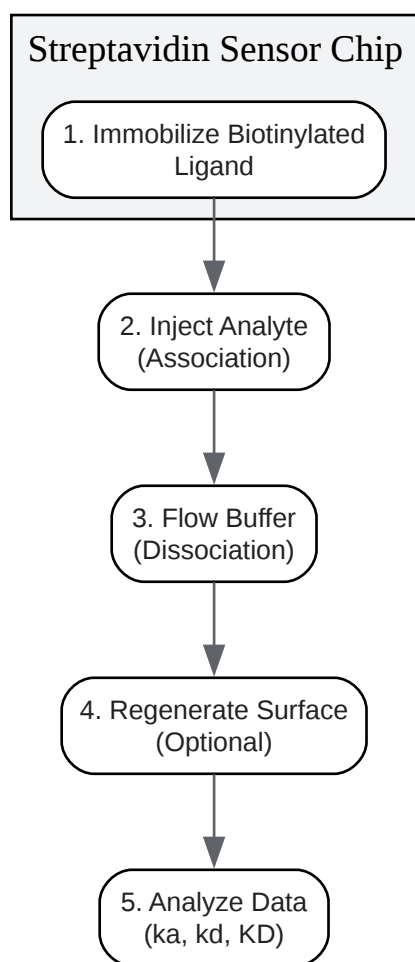 Streptavidin Sensor Chip
1. Immobilize Biotinylated
Ligand
2. Inject Analyte
(Association)
3. Flow Buffer
(Dissociation)
4. Regenerate Surface
(Optional)
5. Analyze Data
(ka, kd, KD)